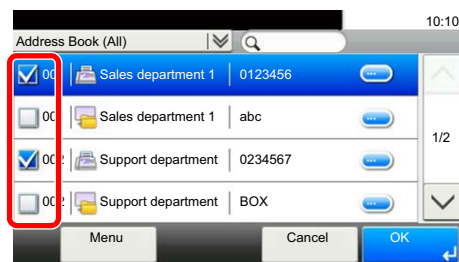 10:10
Address Book (All)
00 Sales department 1 0123456
00 Sales department 1 abc
1/2
002 Support department 0234567
00 Support department BOX
Menu Cancel OK